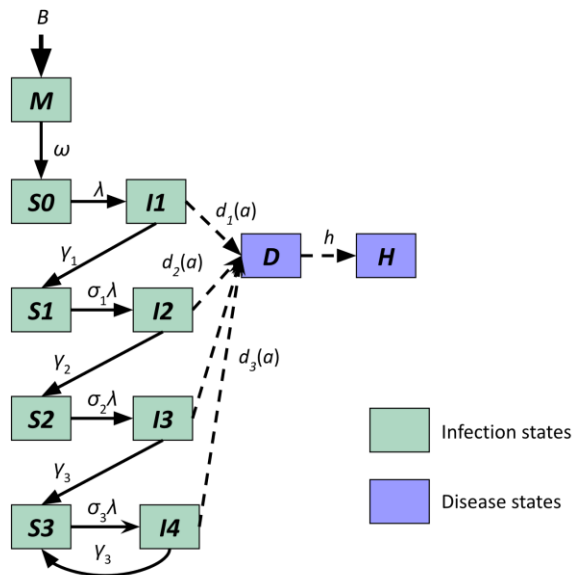 B
M
ω
S0 λ I1
d₁(a)
γ₁
d₂(a)
D h H
S1 σ₁λ I2
γ₂
d₃(a)
S2 σ₂λ I3
Infection states
γ₃
Disease states
S3 σ₃λ I4
γ₃